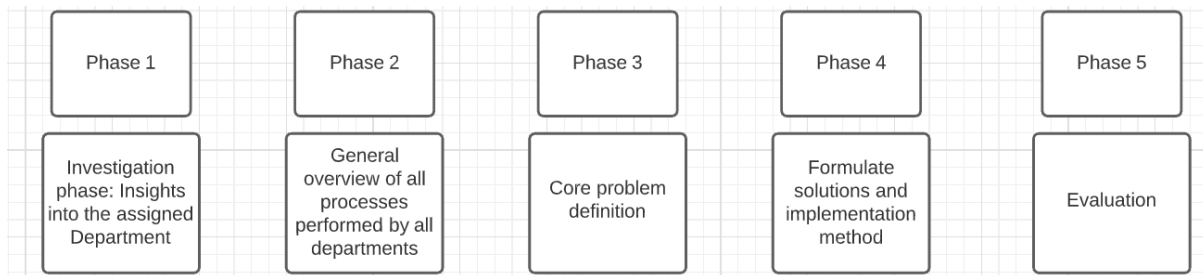 Phase 1
Phase 2
Phase 3
Phase 4
Phase 5
Investigation
phase: Insights
into the assigned
Department
General
overview of all
processes
performed by all
departments
Core problem
definition
Formulate
solutions and
implementation
method
Evaluation